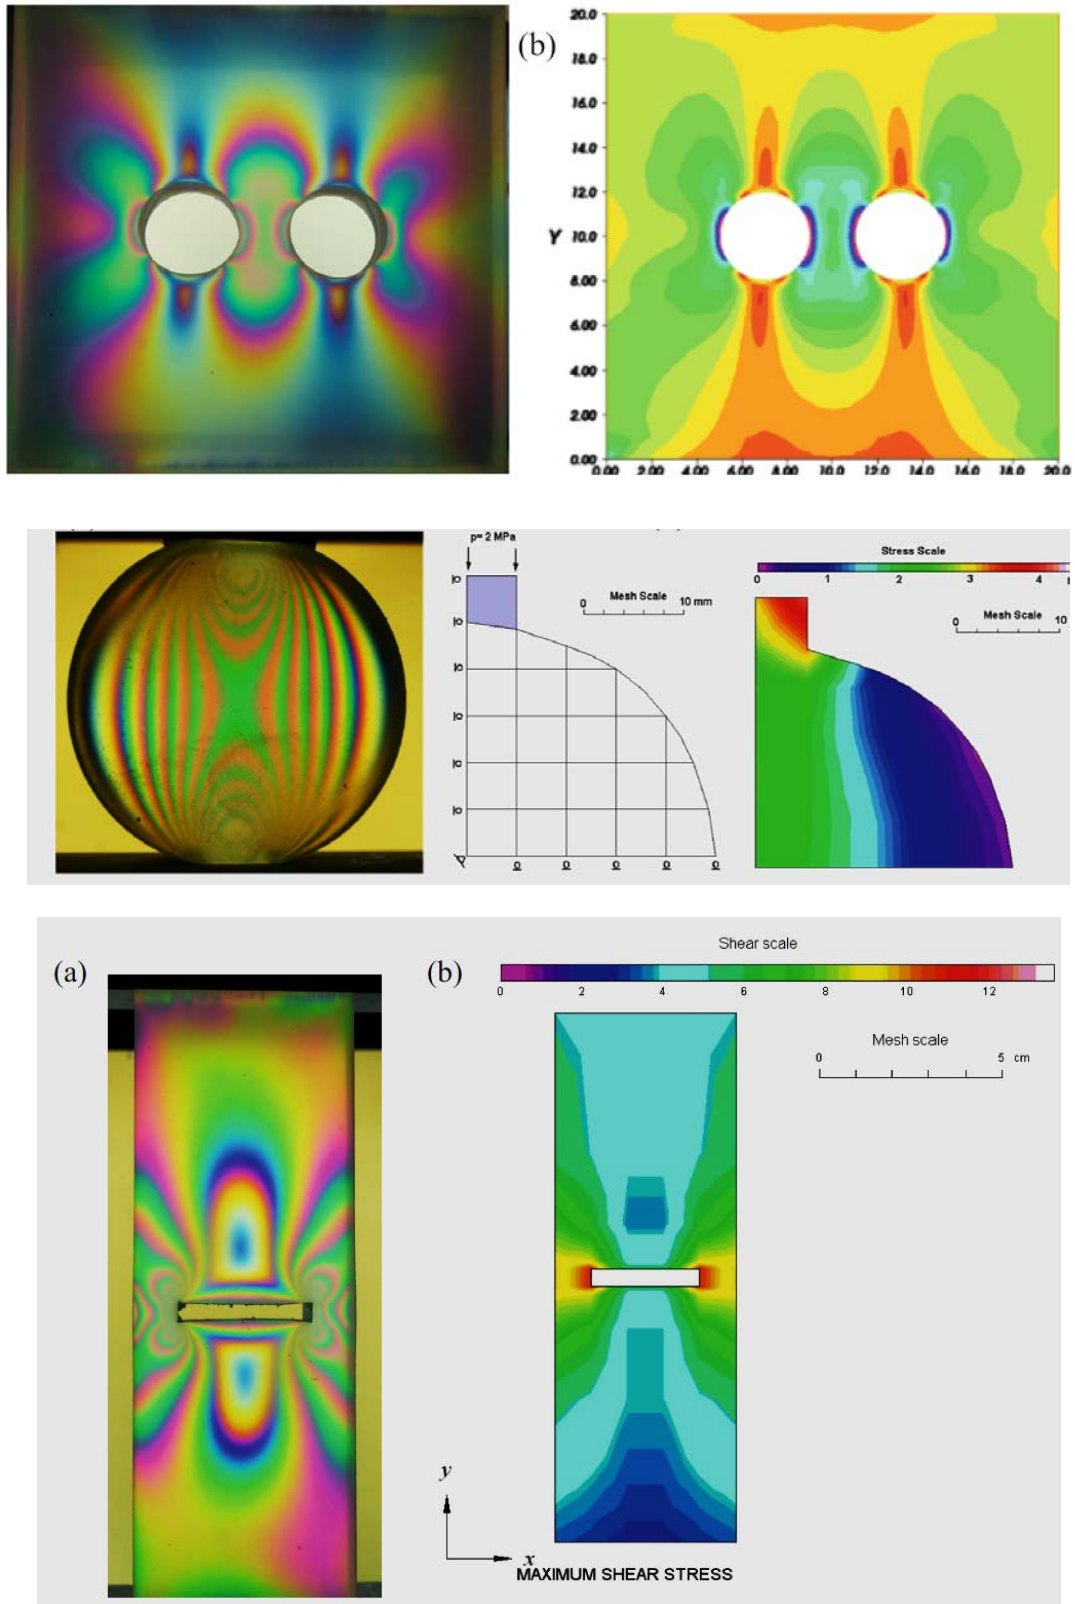 (b)
20.0
18.0
16.0
14.0
12.0
Y
10.0
8.00
6.00
4.00
2.00
0.00
0.00 2.00 4.00 6.00 8.00 10.0 12.0 14.0 16.0 18.0 20.0
p= 2 MPa
Mesh Scale
0 10 mm
Stress Scale
0 1 2 3 4
Mesh Scale
0 10
(a)
(b)
Shear scale
0 2 4 6 8 10 12
Mesh scale
0 5 cm
y
x
MAXIMUM SHEAR STRESS